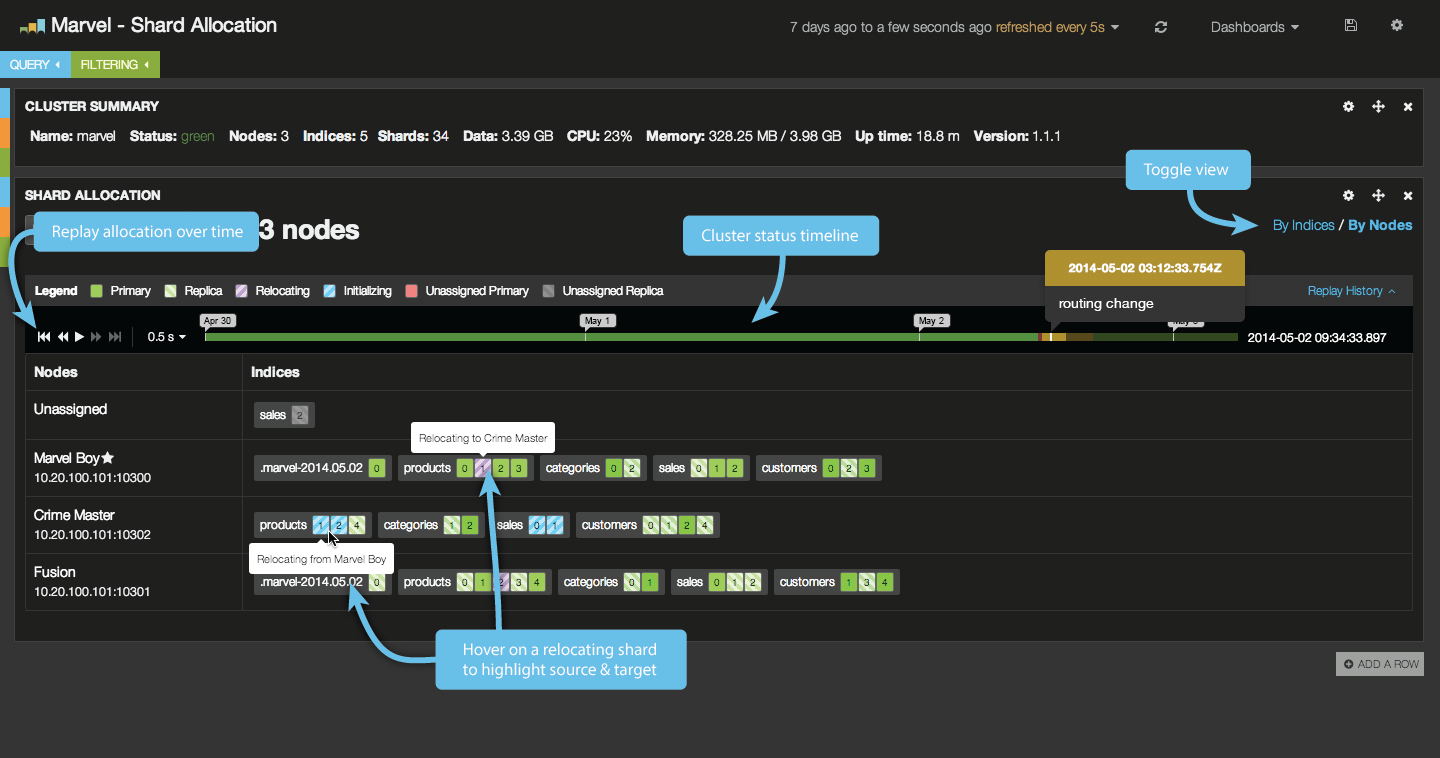 Marvel - Shard Allocation
7 days ago to a few seconds ago refreshed every 5s
Dashboards
QUERY
FILTERING
CLUSTER SUMMARY
Name: marvel Status: green Nodes: 3 Indices: 5 Shards: 34 Data: 3.39 GB CPU: 23% Memory: 328.25 MB / 3.98 GB Up time: 18.8 m Version: 1.1.1
Toggle view
SHARD ALLOCATION
Replay allocation over time
3 nodes
Cluster status timeline
By Indices / By Nodes
2014-05-02 03:12:33.754Z
routing change
Legend Primary Replica Relocating Initializing Unassigned Primary Unassigned Replica
Replay History
Apr 30 May 1 May 2
0.5 s
2014-05-02 09:34:33.897
Nodes Indices
Unassigned
sales 2
Relocating to Crime Master
Marvel Boy
10.20.100.101:10300
.marvel-2014.05.02 0 products 0 1 2 3 categories 0 2 sales 0 1 2 customers 0 2 3
Crime Master
10.20.100.101:10302
products 1 2 4 categories 1 2 sales 0 1 customers 0 1 2 4
Relocating from Marvel Boy
Fusion
10.20.100.101:10301
.marvel-2014.05.02 0 products 0 1 2 3 4 categories 0 1 sales 0 1 2 customers 1 3 4
Hover on a relocating shard
to highlight source & target
ADD A ROW